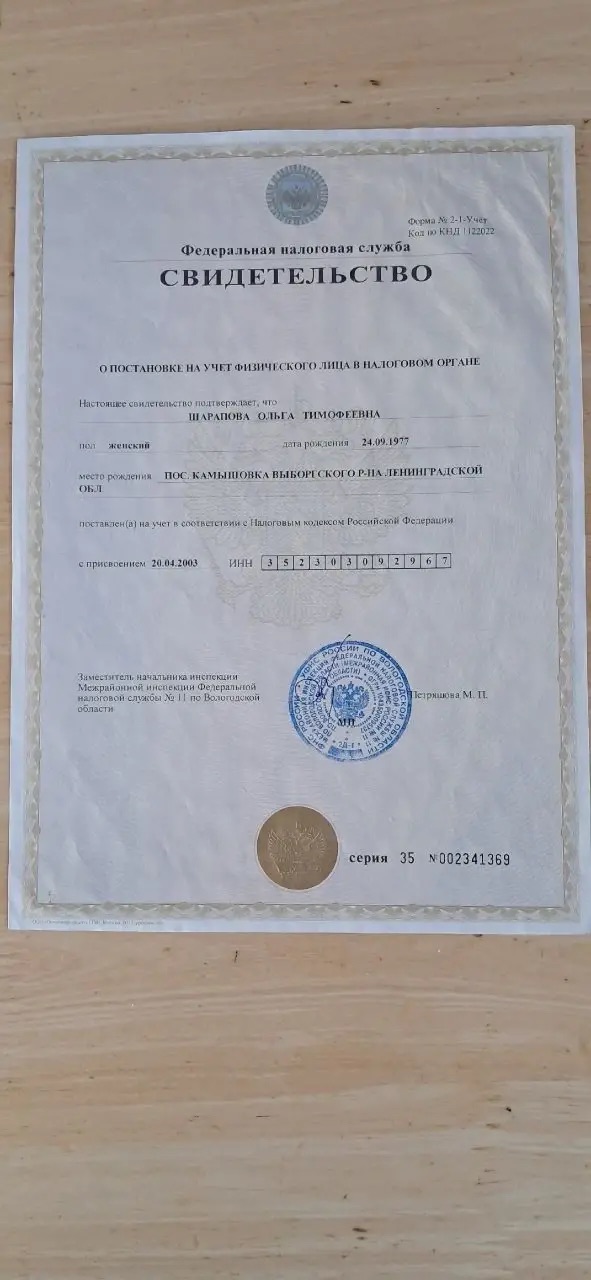 Форма № 2-1-Учет
Код по КНД 1122022
Федеральная налоговая служба
СВИДЕТЕЛЬСТВО
О ПОСТАНОВКЕ НА УЧЕТ ФИЗИЧЕСКОГО ЛИЦА В НАЛОГОВОМ ОРГАНЕ
Настоящее свидетельство подтверждает, что
ШАРАПОВА ОЛЬГА ТИМОФЕЕВНА
пол женский дата рождения 24.09.1977
место рождения ПОС. КАМЫШОВКА ВЫБОРГСКОГО Р-НА ЛЕНИНГРАДСКОЙ
ОБЛ
поставлен(а) на учет в соответствии с Налоговым кодексом Российской Федерации
с присвоением 20.04.2003 ИНН 352303092967
Заместитель начальника инспекции
Межрайонной инспекции Федеральной
налоговой службы № 11 по Вологодской
области
Петряшова М. П.
МП
серия 35 №002341369